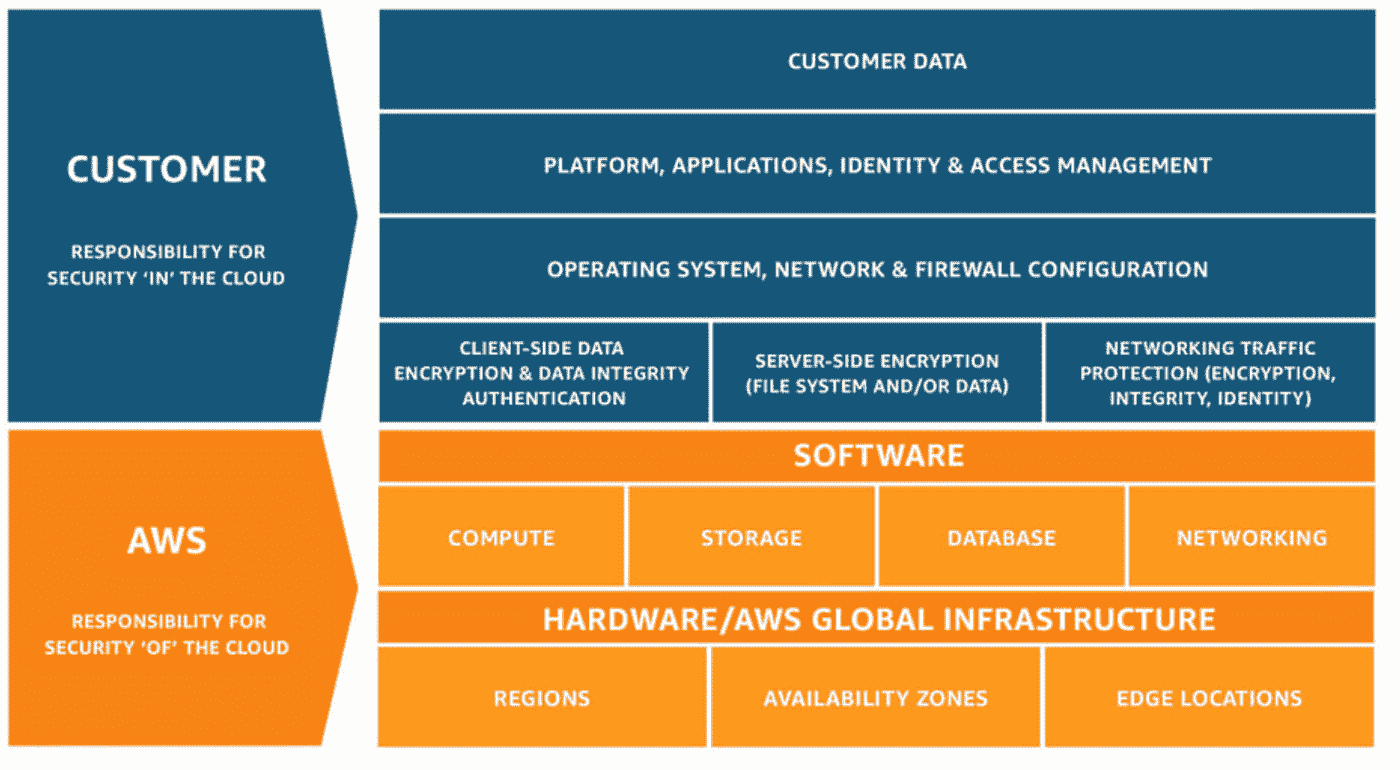 CUSTOMER
RESPONSIBILITY FOR
SECURITY ‘IN’ THE CLOUD
CUSTOMER DATA
PLATFORM, APPLICATIONS, IDENTITY & ACCESS MANAGEMENT
OPERATING SYSTEM, NETWORK & FIREWALL CONFIGURATION
CLIENT-SIDE DATA
ENCRYPTION & DATA INTEGRITY
AUTHENTICATION
SERVER-SIDE ENCRYPTION
(FILE SYSTEM AND/OR DATA)
NETWORKING TRAFFIC
PROTECTION (ENCRYPTION,
INTEGRITY, IDENTITY)
AWS
RESPONSIBILITY FOR
SECURITY ‘OF’ THE CLOUD
SOFTWARE
COMPUTE
STORAGE
DATABASE
NETWORKING
HARDWARE/AWS GLOBAL INFRASTRUCTURE
REGIONS
AVAILABILITY ZONES
EDGE LOCATIONS